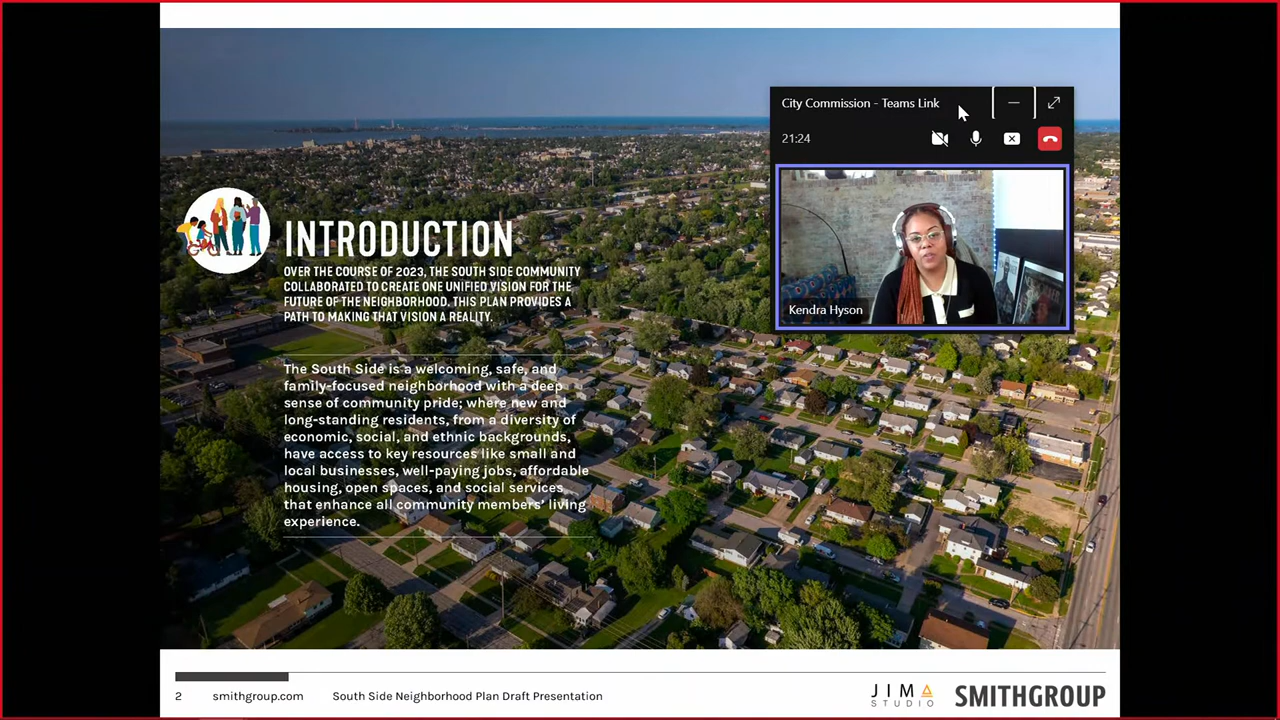 City Commission - Teams Link
21:24
Kendra Hyson
INTRODUCTION
OVER THE COURSE OF 2023, THE SOUTH SIDE COMMUNITY
COLLABORATED TO CREATE ONE UNIFIED VISION FOR THE
FUTURE OF THE NEIGHBORHOOD. THIS PLAN PROVIDES A
PATH TO MAKING THAT VISION A REALITY.
The South Side is a welcoming, safe, and
family-focused neighborhood with a deep
sense of community pride; where new and
long-standing residents, from a diversity of
economic, social, and ethnic backgrounds,
have access to key resources like small and
local businesses, well-paying jobs, affordable
housing, open spaces, and social services
that enhance all community members' living
experience.
2 smithgroup.com South Side Neighborhood Plan Draft Presentation
JIMA
STUDIO
SMITHGROUP